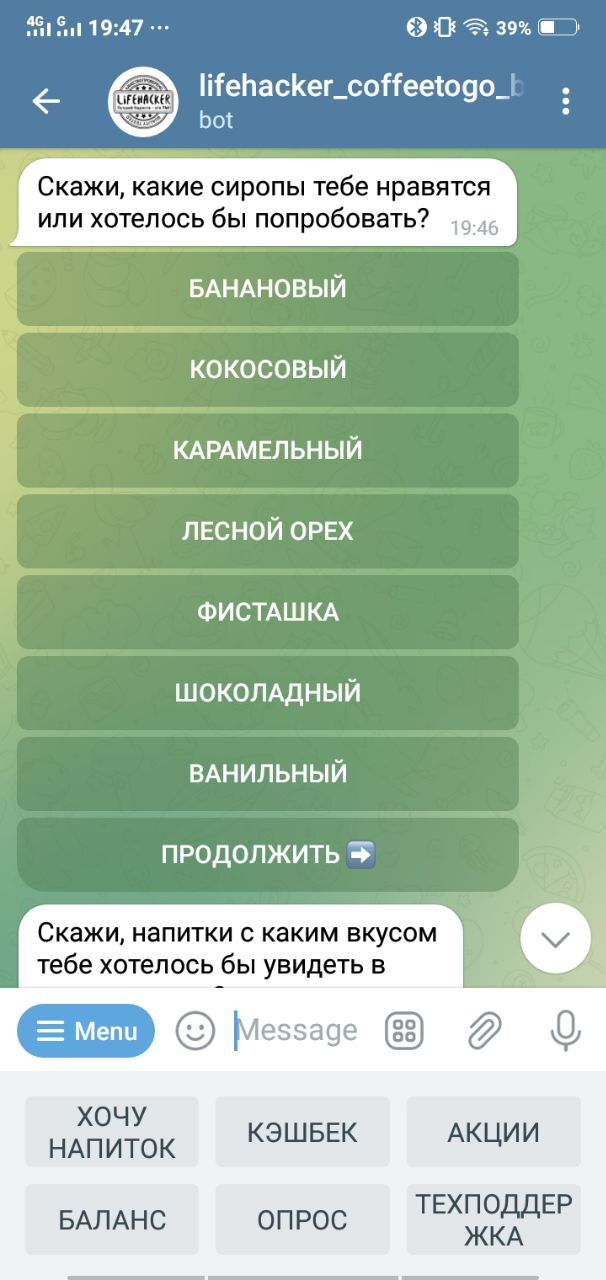 4G G 19:47 ... 39%
lifehacker_coffeetogo_b
bot
LIFEHACKER
Скажи, какие сиропы тебе нравятся
или хотелось бы попробовать? 19:46
БАНАНОВЫЙ
КОКОСОВЫЙ
КАРАМЕЛЬНЫЙ
ЛЕСНОЙ ОРЕХ
ФИСТАШКА
ШОКОЛАДНЫЙ
ВАНИЛЬНЫЙ
ПРОДОЛЖИТЬ ➡️
Скажи, напитки с каким вкусом
тебе хотелось бы увидеть в
Menu Message
ХОЧУ
НАПИТОК
КЭШБЕК
АКЦИИ
БАЛАНС
ОПРОС
ТЕХПОДДЕР
ЖКА